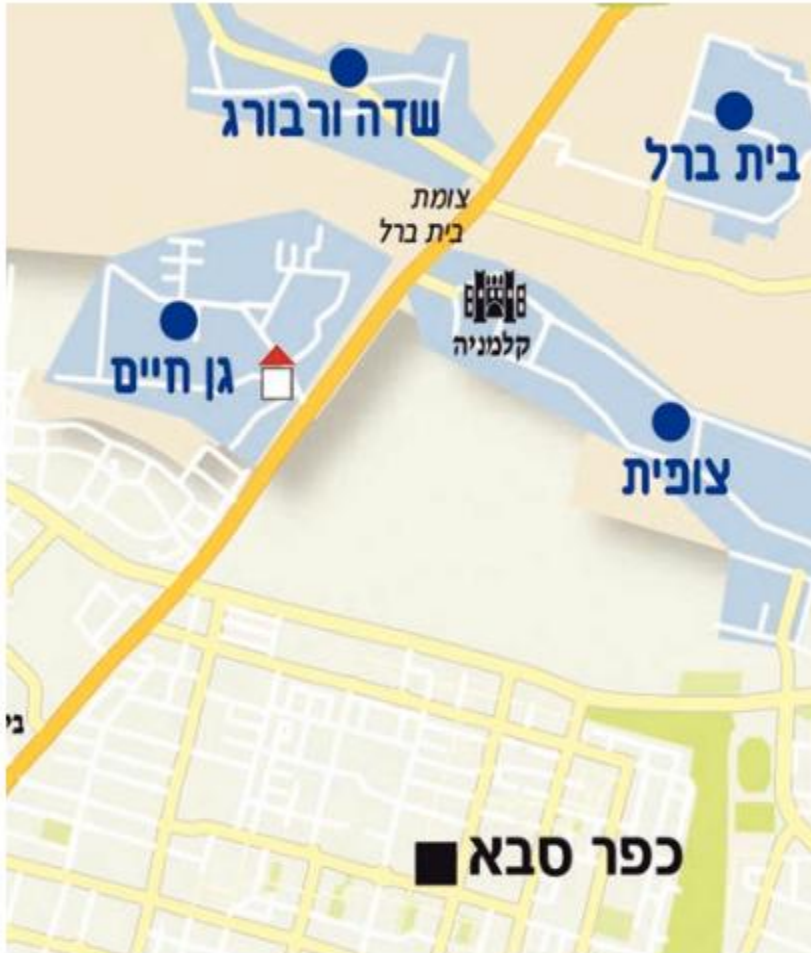 שדה ורבורג
בית ברל
צומת
בית ברל
קלמניה
גן חיים
צופית
כפר סבא